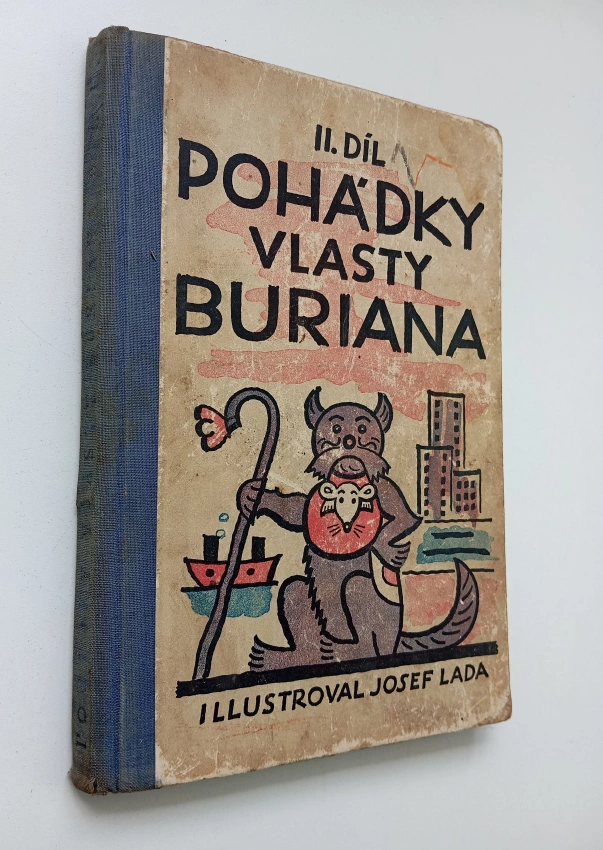 II. DÍL
POHÁDKY
VLASTY
BURIANA
ILLUSTROVAL JOSEF LADA